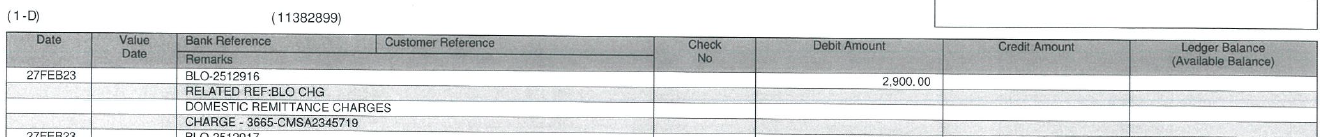 (1-D) (11382899)
Date Value Date Bank Reference Customer Reference Check No Debit Amount Credit Amount Ledger Balance (Available Balance)
Remarks
27FEB23 BLO-2512916 2,900.00
RELATED REF:BLO CHG
DOMESTIC REMITTANCE CHARGES
CHARGE - 3665-CMSA2345719
27FEB23 BLO-2512917